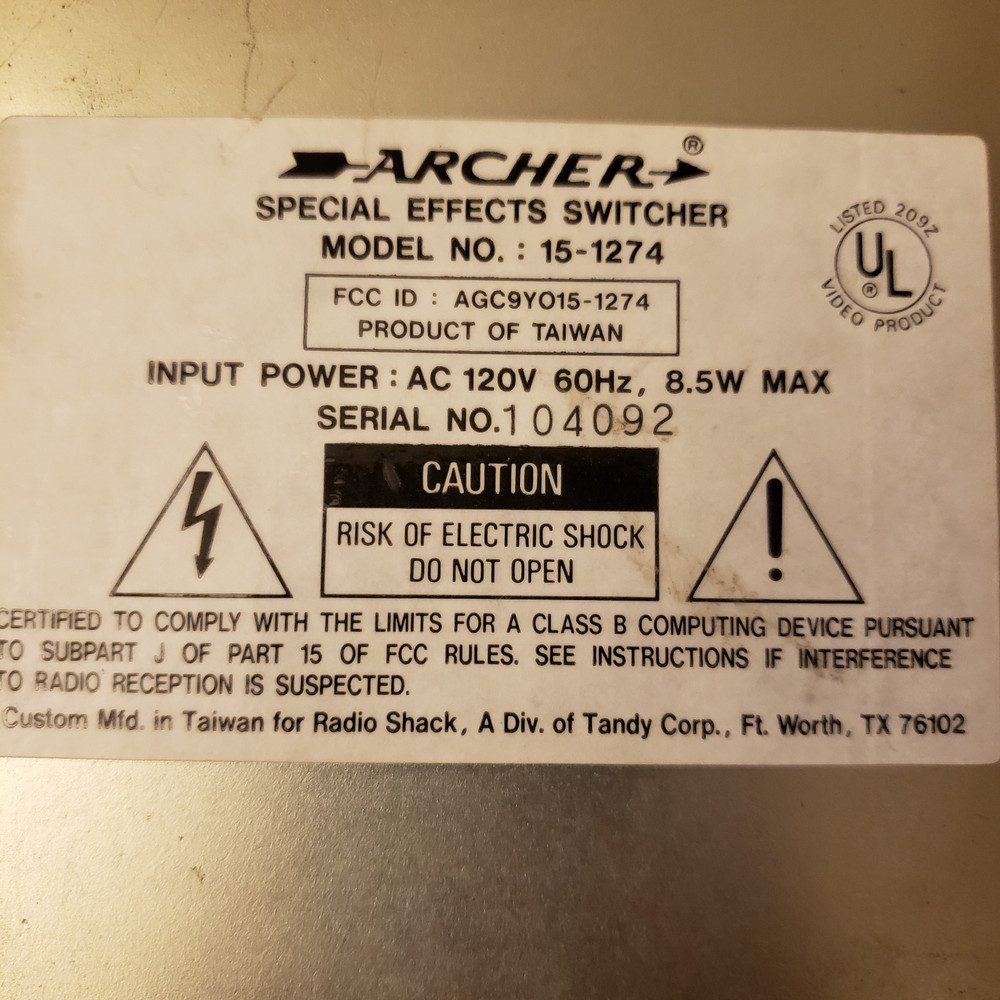 ARCHER®
SPECIAL EFFECTS SWITCHER
MODEL NO. : 15-1274
LISTED 209Z
UL®
VIDEO PRODUCT
FCC ID : AGC9YO15-1274
PRODUCT OF TAIWAN
INPUT POWER : AC 120V 60Hz, 8.5W MAX
SERIAL NO.104092
CAUTION
RISK OF ELECTRIC SHOCK
DO NOT OPEN
CERTIFIED TO COMPLY WITH THE LIMITS FOR A CLASS B COMPUTING DEVICE PURSUANT
TO SUBPART J OF PART 15 OF FCC RULES. SEE INSTRUCTIONS IF INTERFERENCE
TO RADIO RECEPTION IS SUSPECTED.
Custom Mfd. in Taiwan for Radio Shack, A Div. of Tandy Corp., Ft. Worth, TX 76102